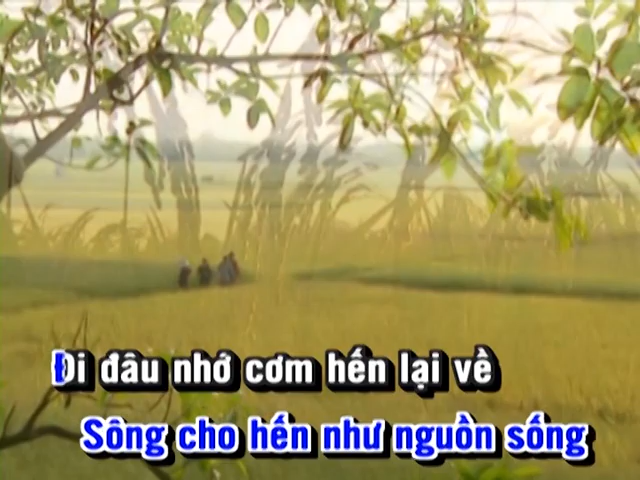 Đi đâu nhớ cơm hến lại về
Sông cho hến như nguồn sống